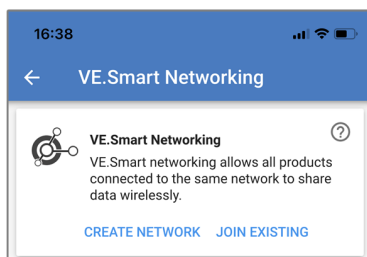 16:38
VE.Smart Networking
VE.Smart Networking
VE.Smart networking allows all products
connected to the same network to share
data wirelessly.
CREATE NETWORK JOIN EXISTING